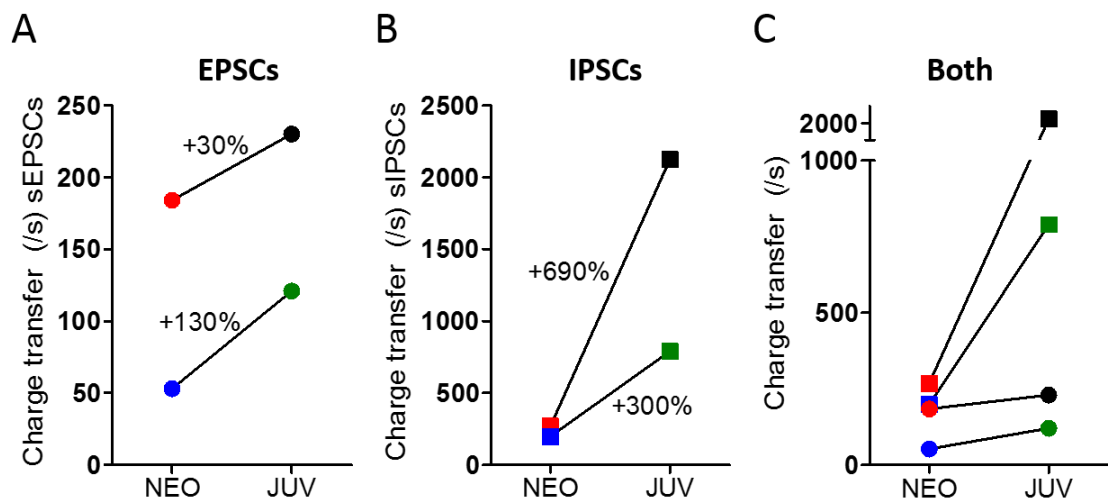 A
EPSCs
Charge transfer (/s) sEPSCs
250
200
150
100
50
0
+30%
+130%
NEO
JUV
B
IPSCs
Charge transfer (/s) sIPSCs
2500
2000
1500
1000
500
0
+690%
+300%
NEO
JUV
C
Both
Charge transfer (/s)
2000
1000
500
0
NEO
JUV